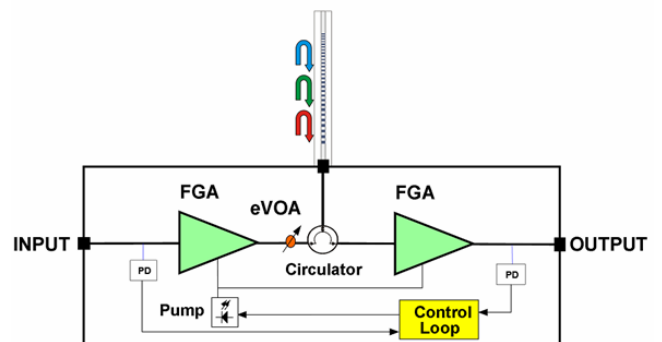 FGA
FGA
eVOA
INPUT
OUTPUT
Circulator
PD
PD
Pump
Control
Loop